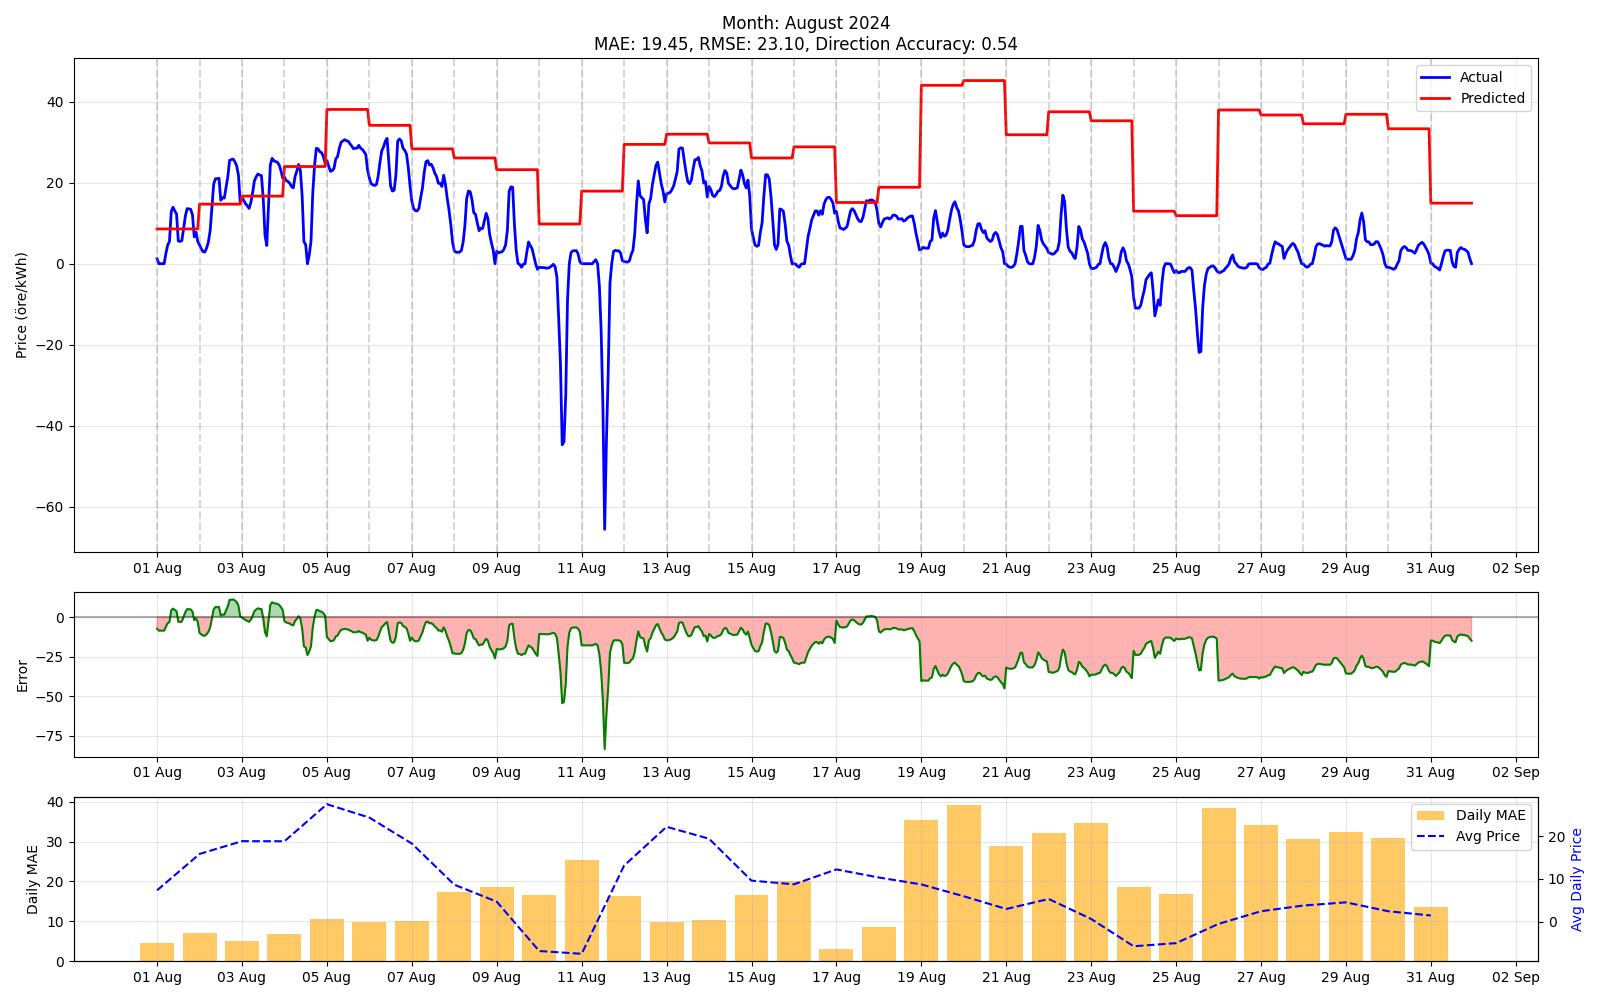 Month: August 2024
MAE: 19.45, RMSE: 23.10, Direction Accuracy: 0.54
Actual
Predicted
Price (öre/kWh)
40
20
0
−20
−40
−60
01 Aug 03 Aug 05 Aug 07 Aug 09 Aug 11 Aug 13 Aug 15 Aug 17 Aug 19 Aug 21 Aug 23 Aug 25 Aug 27 Aug 29 Aug 31 Aug 02 Sep
Error
0
−25
−50
−75
01 Aug 03 Aug 05 Aug 07 Aug 09 Aug 11 Aug 13 Aug 15 Aug 17 Aug 19 Aug 21 Aug 23 Aug 25 Aug 27 Aug 29 Aug 31 Aug 02 Sep
Daily MAE
40
30
20
10
0
Daily MAE
Avg Price
20
10
0
Avg Daily Price
01 Aug 03 Aug 05 Aug 07 Aug 09 Aug 11 Aug 13 Aug 15 Aug 17 Aug 19 Aug 21 Aug 23 Aug 25 Aug 27 Aug 29 Aug 31 Aug 02 Sep